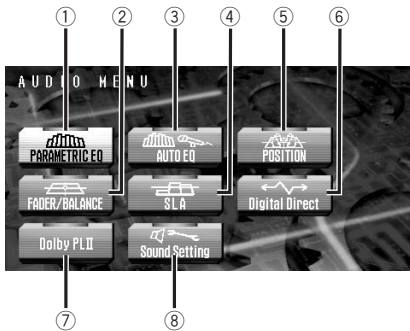 ① ② ③ ④ ⑤ ⑥
AUDIO MENU
PARAMETRIC EQ AUTO EQ POSITION
FADER/BALANCE SLA Digital Direct
Dolby PLII Sound Setting
⑦ ⑧